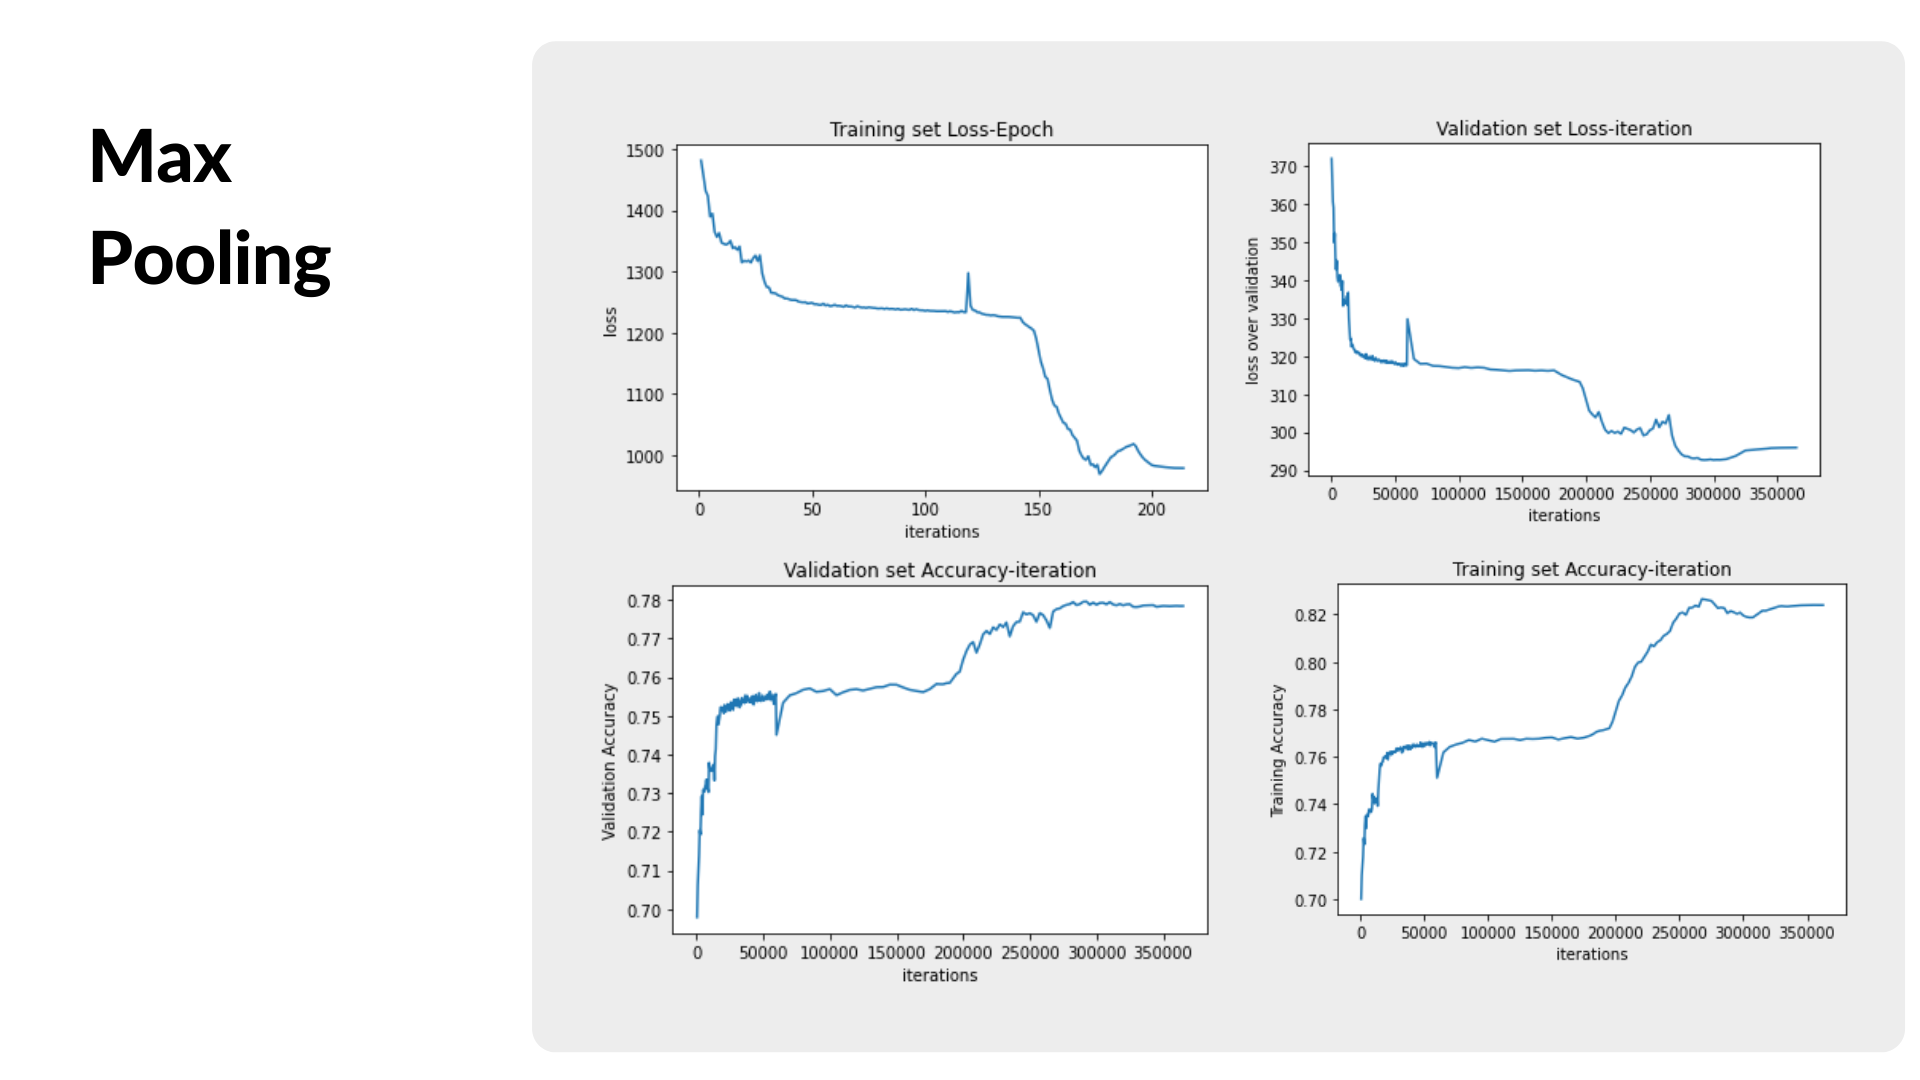 Max
Pooling
Training set Loss-Epoch
1500
1400
1300
1200
1100
1000
loss
0 50 100 150 200
iterations
Validation set Loss-iteration
370
360
350
340
330
320
310
300
290
loss over validation
0 50000 100000 150000 200000 250000 300000 350000
iterations
Validation set Accuracy-iteration
0.78
0.77
0.76
0.75
0.74
0.73
0.72
0.71
0.70
Validation Accuracy
0 50000 100000 150000 200000 250000 300000 350000
iterations
Training set Accuracy-iteration
0.82
0.80
0.78
0.76
0.74
0.72
0.70
Training Accuracy
0 50000 100000 150000 200000 250000 300000 350000
iterations